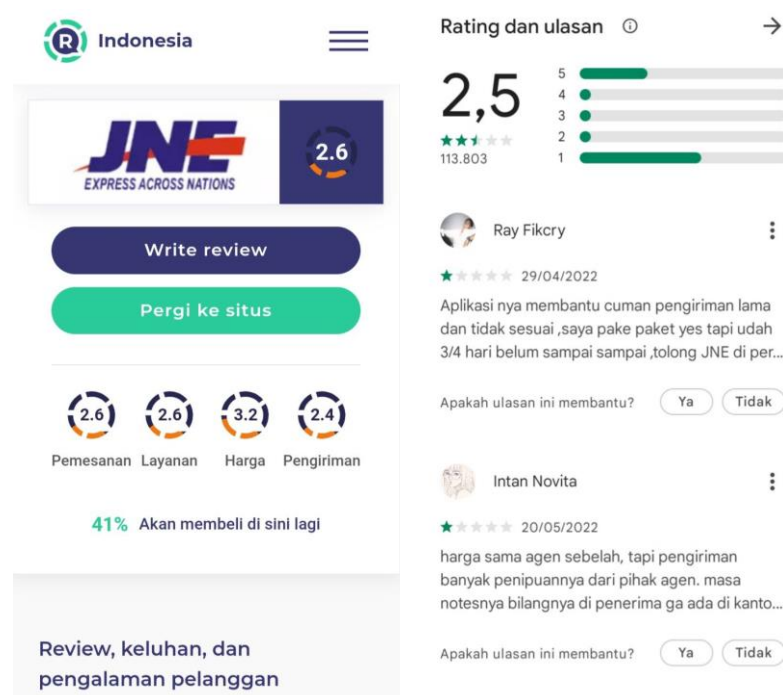 R Indonesia
JNE
EXPRESS ACROSS NATIONS
2.6
Write review
Pergi ke situs
2.6 2.6 3.2 2.4
Pemesanan Layanan Harga Pengiriman
41% Akan membeli di sini lagi
Review, keluhan, dan
pengalaman pelanggan
Rating dan ulasan
2,5
113.803
5
4
3
2
1
Ray Fikcry
29/04/2022
Aplikasi nya membantu cuman pengiriman lama
dan tidak sesuai ,saya pake paket yes tapi udah
3/4 hari belum sampai sampai ,tolong JNE di per...
Apakah ulasan ini membantu? Ya Tidak
Intan Novita
20/05/2022
harga sama agen sebelah, tapi pengiriman
banyak penipuannya dari pihak agen. masa
notesnya bilangnya di penerima ga ada di kanto...
Apakah ulasan ini membantu? Ya Tidak